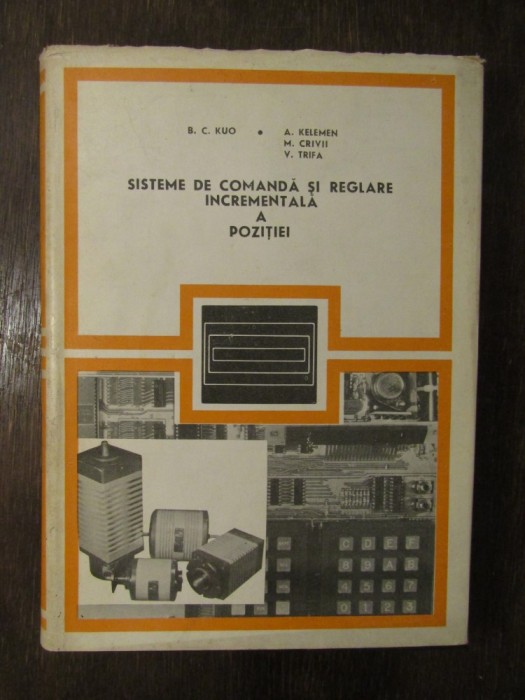 B. C. KUO • A. KELEMEN
M. CRIVII
V. TRIFA
SISTEME DE COMANDĂ ȘI REGLARE
INCREMENTALĂ
A
POZIȚIEI
C D E F
8 9 A B
4 5 6 7
0 1 2 3